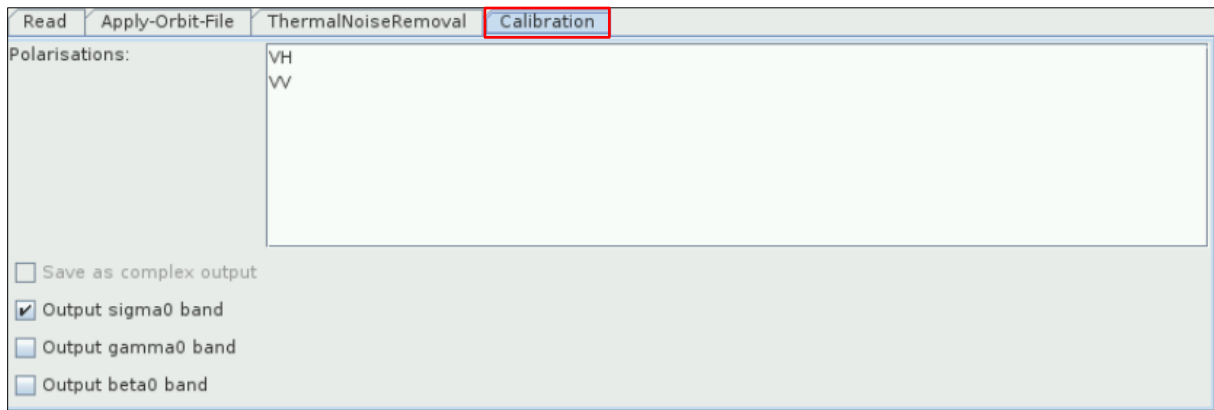 Read Apply-Orbit-File ThermalNoiseRemoval Calibration
Polarisations:
VH
VV
Save as complex output
Output sigma0 band
Output gamma0 band
Output beta0 band